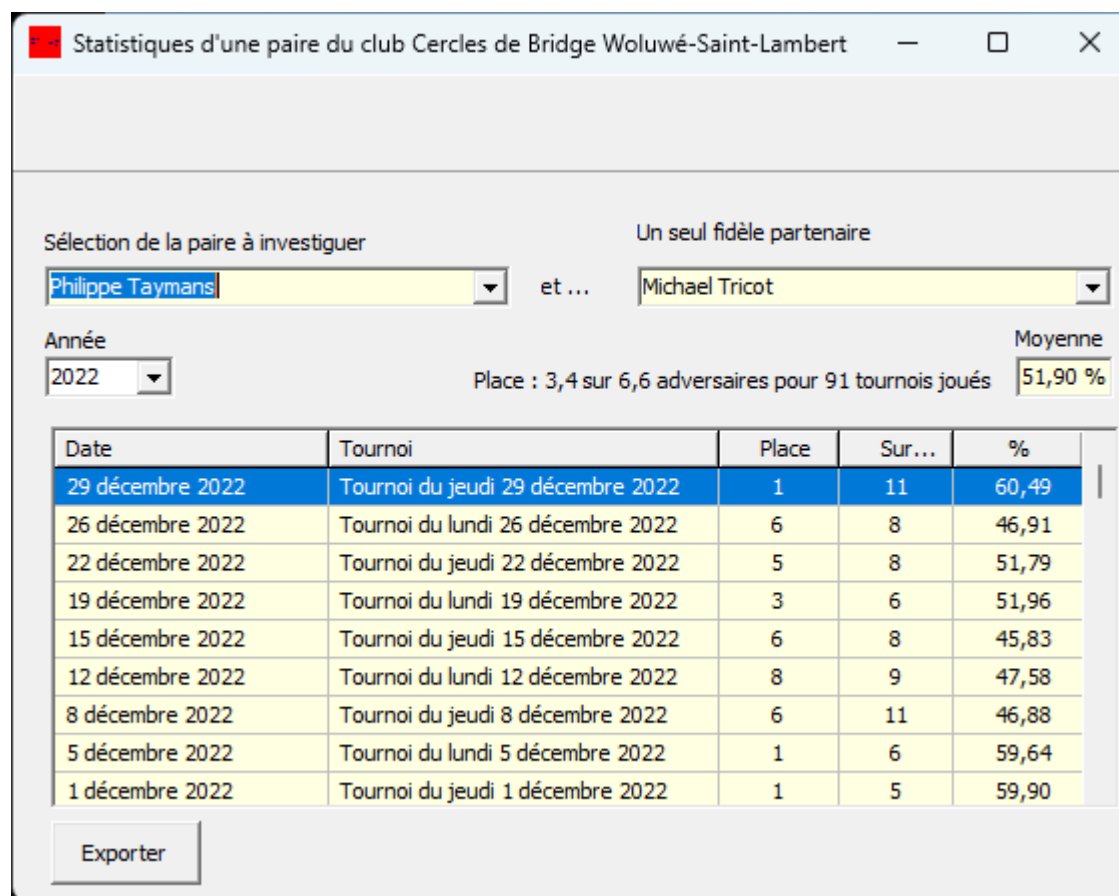 Statistiques d'une paire du club Cercles de Bridge Woluwé-Saint-Lambert
Sélection de la paire à investiguer
Un seul fidèle partenaire
Philippe Taymans et ... Michael Tricot
Année
Moyenne
2022 Place : 3,4 sur 6,6 adversaires pour 91 tournois joués 51,90 %
Date Tournoi Place Sur... %
29 décembre 2022 Tournoi du jeudi 29 décembre 2022 1 11 60,49
26 décembre 2022 Tournoi du lundi 26 décembre 2022 6 8 46,91
22 décembre 2022 Tournoi du jeudi 22 décembre 2022 5 8 51,79
19 décembre 2022 Tournoi du lundi 19 décembre 2022 3 6 51,96
15 décembre 2022 Tournoi du jeudi 15 décembre 2022 6 8 45,83
12 décembre 2022 Tournoi du lundi 12 décembre 2022 8 9 47,58
8 décembre 2022 Tournoi du jeudi 8 décembre 2022 6 11 46,88
5 décembre 2022 Tournoi du lundi 5 décembre 2022 1 6 59,64
1 décembre 2022 Tournoi du jeudi 1 décembre 2022 1 5 59,90
Exporter